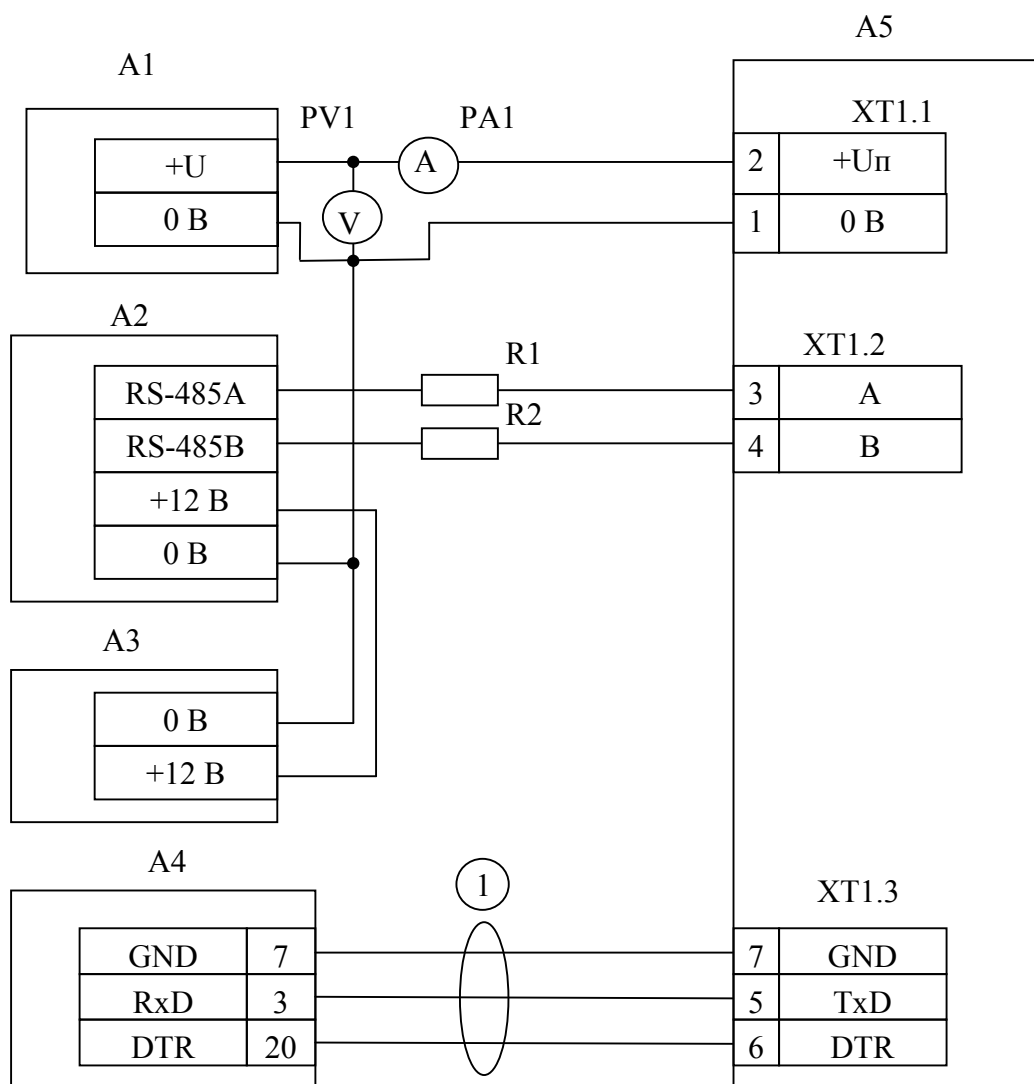 A5
A1
PV1
PA1
XT1.1
+U
A
2
+Uп
0 В
V
1
0 В
A2
R1
XT1.2
RS-485A
3
A
R2
RS-485B
4
B
+12 В
0 В
A3
0 В
+12 В
A4
1
XT1.3
GND 7
7 GND
RxD 3
5 TxD
DTR 20
6 DTR